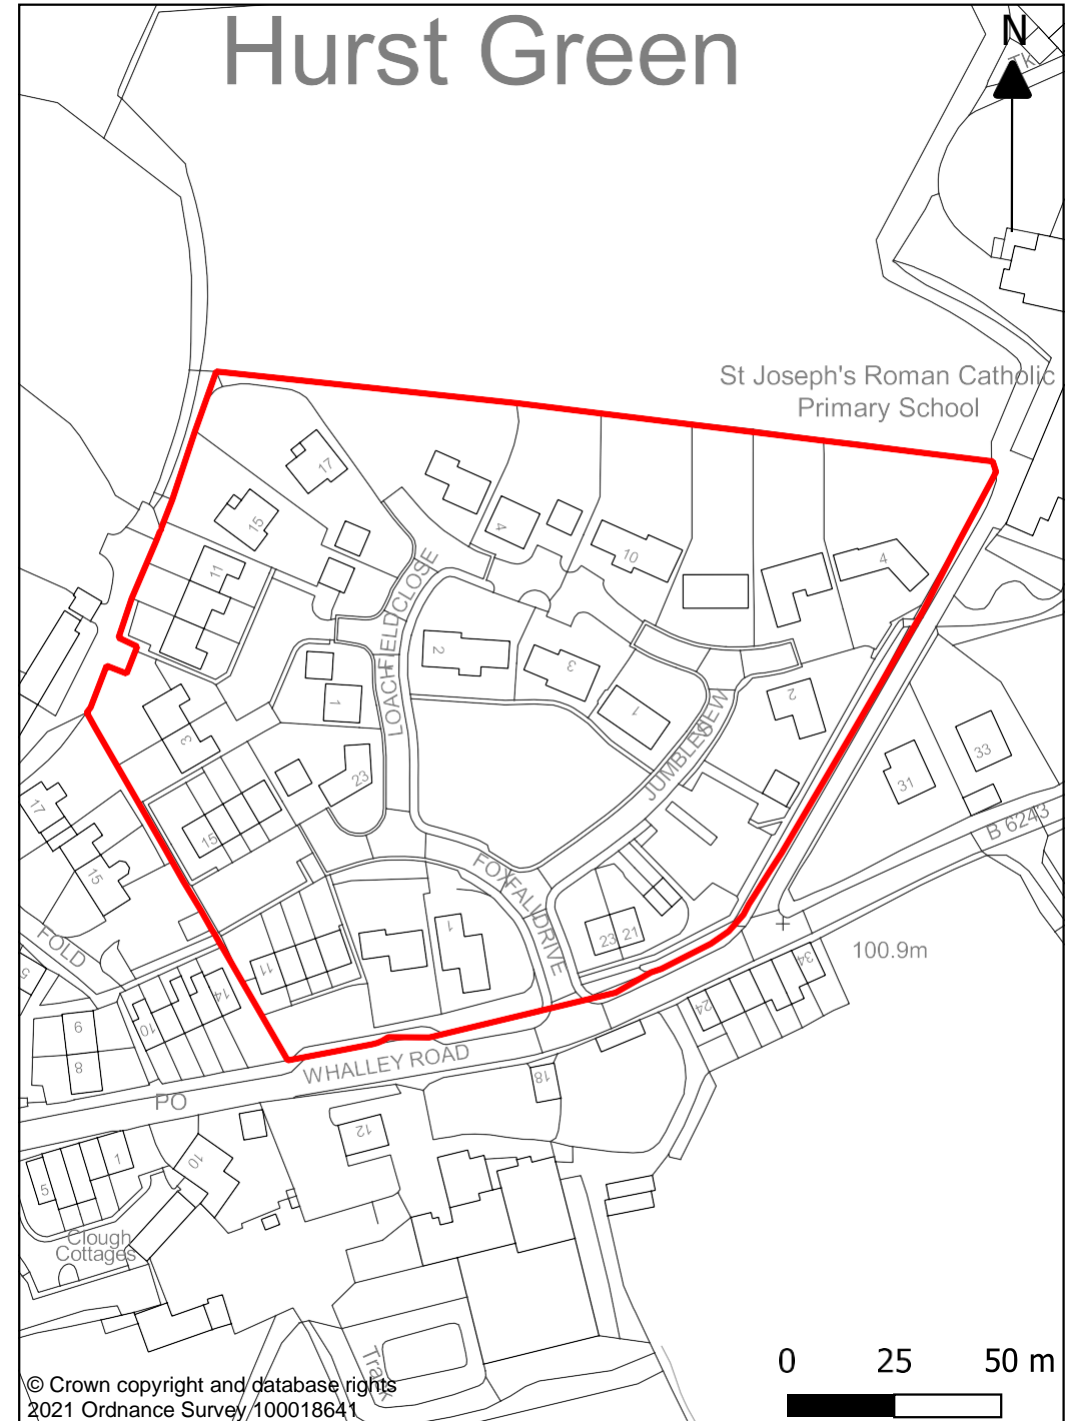 Hurst Green
N
Tk
St Joseph's Roman Catholic
Primary School
17
15
4
11
10
4
LOACHFIELD CLOSE
2
3
1
1
2
JUMBLES VIEW
3
23
33
31
17
15
15
B 6243
FOXFALL DRIVE
1
23 21
11
FOLD
5
100.9m
34
24
14
10
9
8
WHALLEY ROAD
18
PO
12
1
10
5
Clough
Cottages
Track
0 25 50 m
© Crown copyright and database rights
2021 Ordnance Survey 100018641